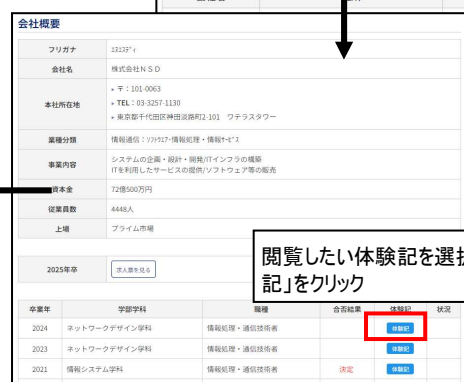 会社概要
フリガナ ｴﾇｴｽﾃﾞｨ
会社名 株式会社ＮＳＤ
本社所在地
▸ 〒：101-0063
▸ TEL：03-3257-1130
▸ 東京都千代田区神田淡路町2-101 ワテラスタワー
業種分類 情報通信：ｿﾌﾄｳｴｱ･情報処理・情報ｻｰﾋﾞｽ
事業内容
システムの企画・設計・開発/ITインフラの構築
ITを利用したサービスの提供/ソフトウェア等の販売
資本金 72億500万円
従業員数 4448人
上場 プライム市場
閲覧したい体験記を選択
記」をクリック
2025年卒 求人票を見る
卒業年 学部学科 職種 合否結果 体験記 状況
2024 ネットワークデザイン学科 情報処理・通信技術者 体験記
2023 ネットワークデザイン学科 情報処理・通信技術者 体験記
2021 情報システム学科 情報処理・通信技術者 決定 体験記